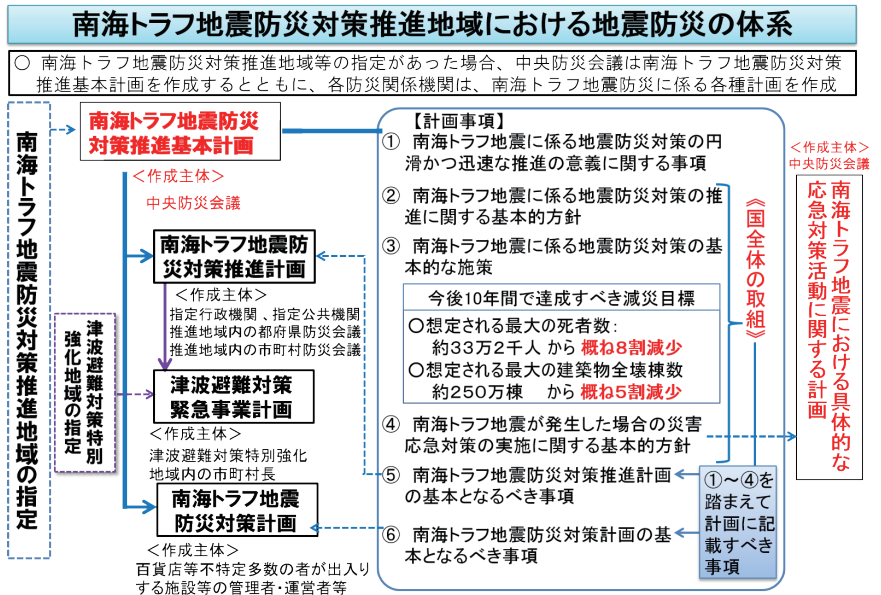 南海トラフ地震防災対策推進地域における地震防災の体系
○ 南海トラフ地震防災対策推進地域等の指定があった場合、中央防災会議は南海トラフ地震防災対策
推進基本計画を作成するとともに、各防災関係機関は、南海トラフ地震防災に係る各種計画を作成
南海トラフ地震防災対策推進地域の指定
津波避難対策特別
強化地域の指定
南海トラフ地震防災
対策推進基本計画
＜作成主体＞
中央防災会議
南海トラフ地震防
災対策推進計画
＜作成主体＞
指定行政機関 、指定公共機関
推進地域内の都府県防災会議
推進地域内の市町村防災会議
津波避難対策
緊急事業計画
＜作成主体＞
津波避難対策特別強化
地域内の市町村長
南海トラフ地震
防災対策計画
＜作成主体＞
百貨店等不特定多数の者が出入り
する施設等の管理者・運営者等
【計画事項】
① 南海トラフ地震に係る地震防災対策の円
滑かつ迅速な推進の意義に関する事項
② 南海トラフ地震に係る地震防災対策の推
進に関する基本的方針
③ 南海トラフ地震に係る地震防災対策の基
本的な施策
今後10年間で達成すべき減災目標
○想定される最大の死者数：
約33万2千人 から 概ね8割減少
○想定される最大の建築物全壊棟数
約250万棟 から 概ね5割減少
④ 南海トラフ地震が発生した場合の災害
応急対策の実施に関する基本的方針
⑤ 南海トラフ地震防災対策推進計画
の基本となるべき事項
⑥ 南海トラフ地震防災対策計画の基
本となるべき事項
《国全体の取組》
①～④を
踏まえて
計画に記
載すべき
事項
＜作成主体＞
中央防災会議
南海トラフ地震における具体的な
応急対策活動に関する計画